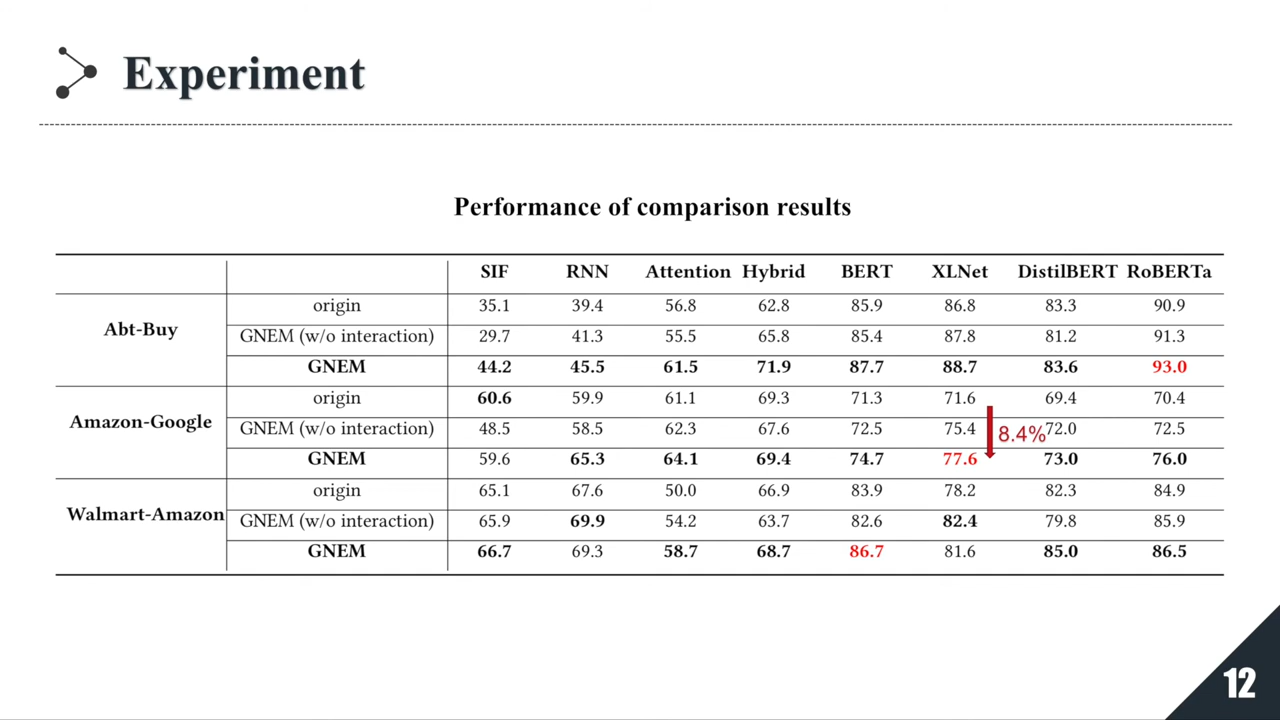 Experiment
Performance of comparison results
SIF RNN Attention Hybrid BERT XLNet DistilBERT RoBERTa
Abt-Buy
origin 35.1 39.4 56.8 62.8 85.9 86.8 83.3 90.9
GNEM (w/o interaction) 29.7 41.3 55.5 65.8 85.4 87.8 81.2 91.3
GNEM 44.2 45.5 61.5 71.9 87.7 88.7 83.6 93.0
Amazon-Google
origin 60.6 59.9 61.1 69.3 71.3 71.6 69.4 70.4
GNEM (w/o interaction) 48.5 58.5 62.3 67.6 72.5 75.4 8.4% 72.0 72.5
GNEM 59.6 65.3 64.1 69.4 74.7 77.6 73.0 76.0
Walmart-Amazon
origin 65.1 67.6 50.0 66.9 83.9 78.2 82.3 84.9
GNEM (w/o interaction) 65.9 69.9 54.2 63.7 82.6 82.4 79.8 85.9
GNEM 66.7 69.3 58.7 68.7 86.7 81.6 85.0 86.5
12